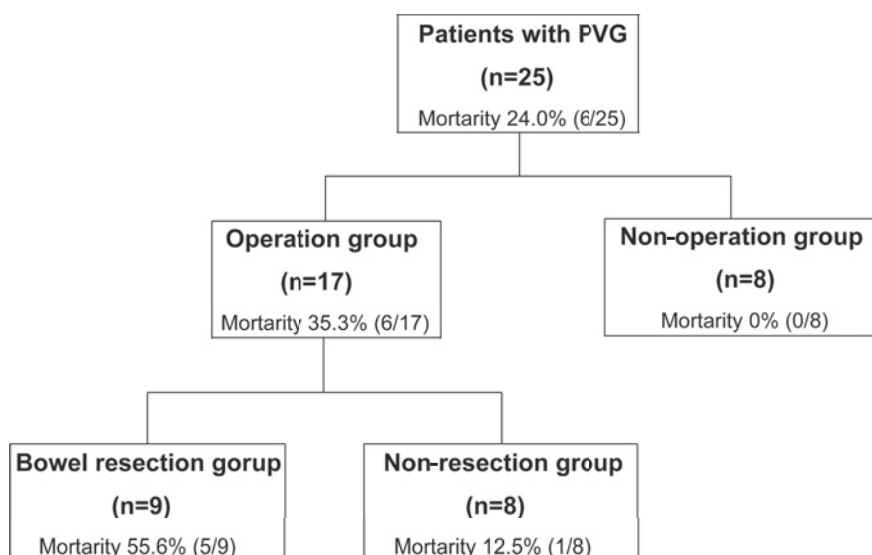 Patients with PVG
(n=25)
Mortarity 24.0% (6/25)
Operation group
(n=17)
Mortarity 35.3% (6/17)
Non-operation group
(n=8)
Mortarity 0% (0/8)
Bowel resection gorup
(n=9)
Mortarity 55.6% (5/9)
Non-resection group
(n=8)
Mortarity 12.5% (1/8)